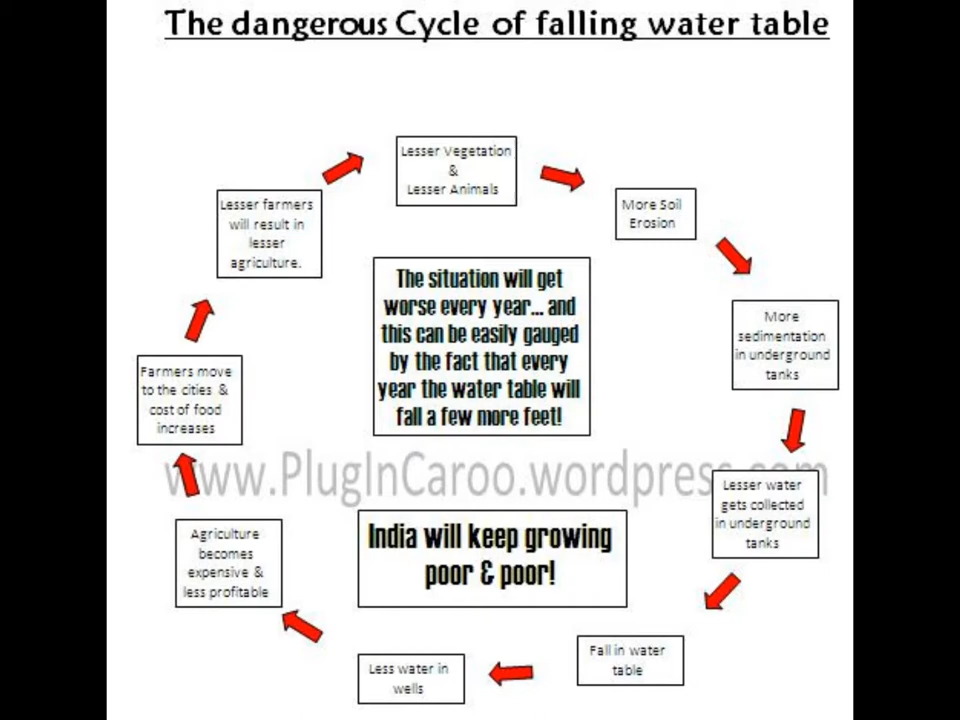 The dangerous Cycle of falling water table
Lesser Vegetation
&
Lesser Animals
More Soil
Erosion
More
sedimentation
in underground
tanks
Lesser water
gets collected
in underground
tanks
Fall in water
table
Less water in
wells
Agriculture
becomes
expensive &
less profitable
Farmers move
to the cities &
cost of food
increases
Lesser farmers
will result in
lesser
agriculture.
The situation will get
worse every year... and
this can be easily gauged
by the fact that every
year the water table will
fall a few more feet!
www.PlugInCaroo.wordpress.com
India will keep growing
poor & poor!